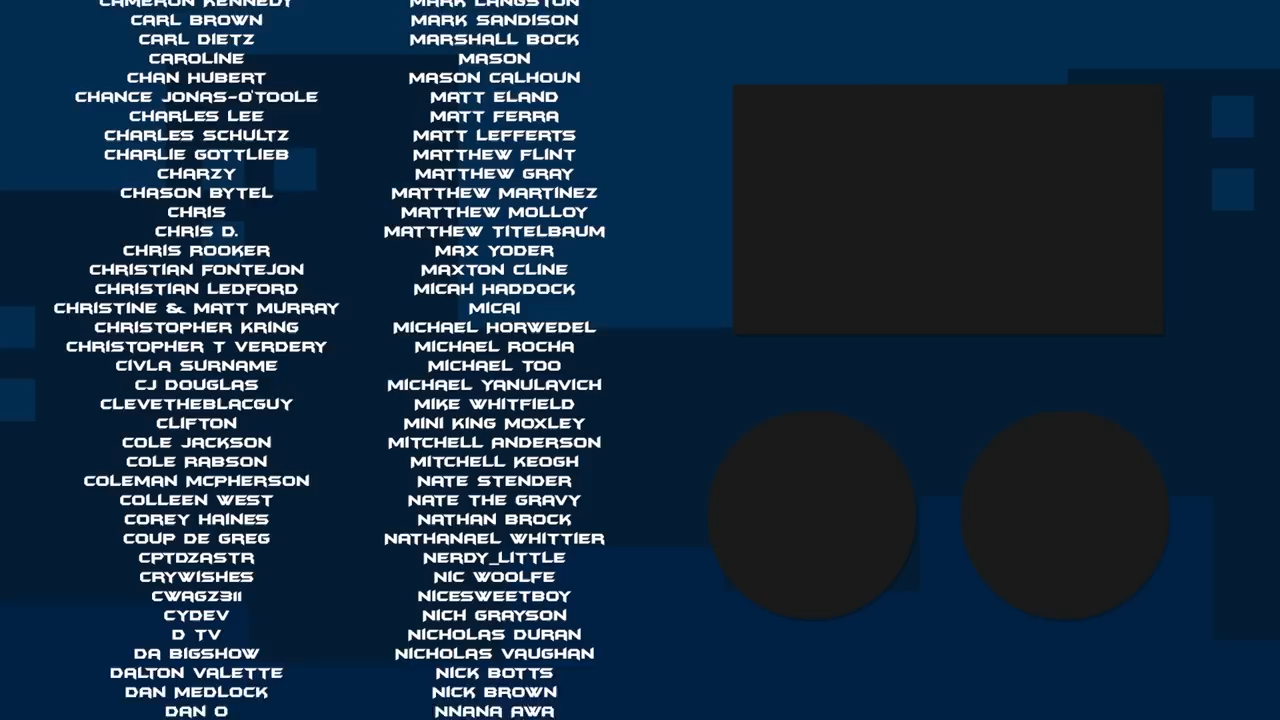 CAMERON KENNEDY
CARL BROWN
CARL DIETZ
CAROLINE
CHAN HUBERT
CHANCE JONAS-O'TOOLE
CHARLES LEE
CHARLES SCHULTZ
CHARLIE GOTTLIEB
CHARZY
CHASON BYTEL
CHRIS
CHRIS D.
CHRIS ROOKER
CHRISTIAN FONTEJON
CHRISTIAN LEDFORD
CHRISTINE & MATT MURRAY
CHRISTOPHER KRING
CHRISTOPHER T VERDERY
CIVLA SURNAME
CJ DOUGLAS
CLEVETHEBLACGUY
CLIFTON
COLE JACKSON
COLE RABSON
COLEMAN MCPHERSON
COLLEEN WEST
COREY HAINES
COUP DE GREG
CPTDZASTR
CRYWISHES
CWAGZ311
CYDEV
D TV
DA BIGSHOW
DALTON VALETTE
DAN MEDLOCK
DAN O
MARK LANGSTON
MARK SANDISON
MARSHALL BOCK
MASON
MASON CALHOUN
MATT ELAND
MATT FERRA
MATT LEFFERTS
MATTHEW FLINT
MATTHEW GRAY
MATTHEW MARTINEZ
MATTHEW MOLLOY
MATTHEW TITELBAUM
MAX YODER
MAXTON CLINE
MICAH HADDOCK
MICAI
MICHAEL HORWEDEL
MICHAEL ROCHA
MICHAEL TOO
MICHAEL YANULAVICH
MIKE WHITFIELD
MINI KING MOXLEY
MITCHELL ANDERSON
MITCHELL KEOGH
NATE STENDER
NATE THE GRAVY
NATHAN BROCK
NATHANAEL WHITTIER
NERDY_LITTLE
NIC WOOLFE
NICESWEETBOY
NICH GRAYSON
NICHOLAS DURAN
NICHOLAS VAUGHAN
NICK BOTTS
NICK BROWN
NNANA AWA